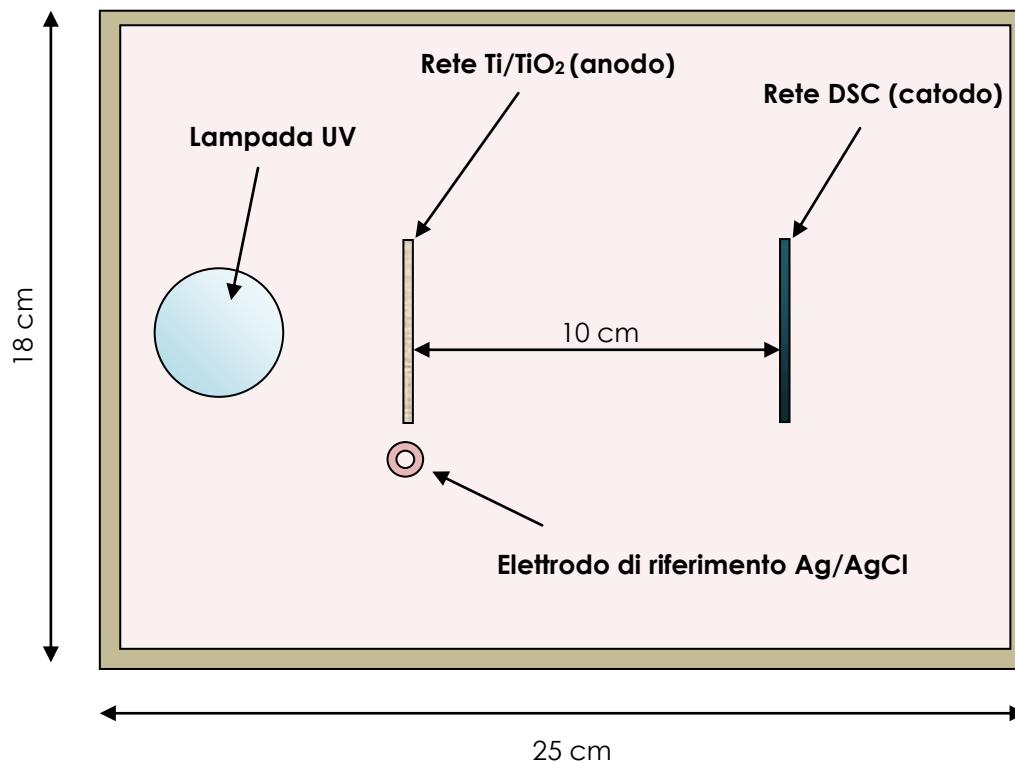 Rete Ti/TiO₂ (anodo)
Rete DSC (catodo)
Lampada UV
10 cm
18 cm
Elettrodo di riferimento Ag/AgCl
25 cm